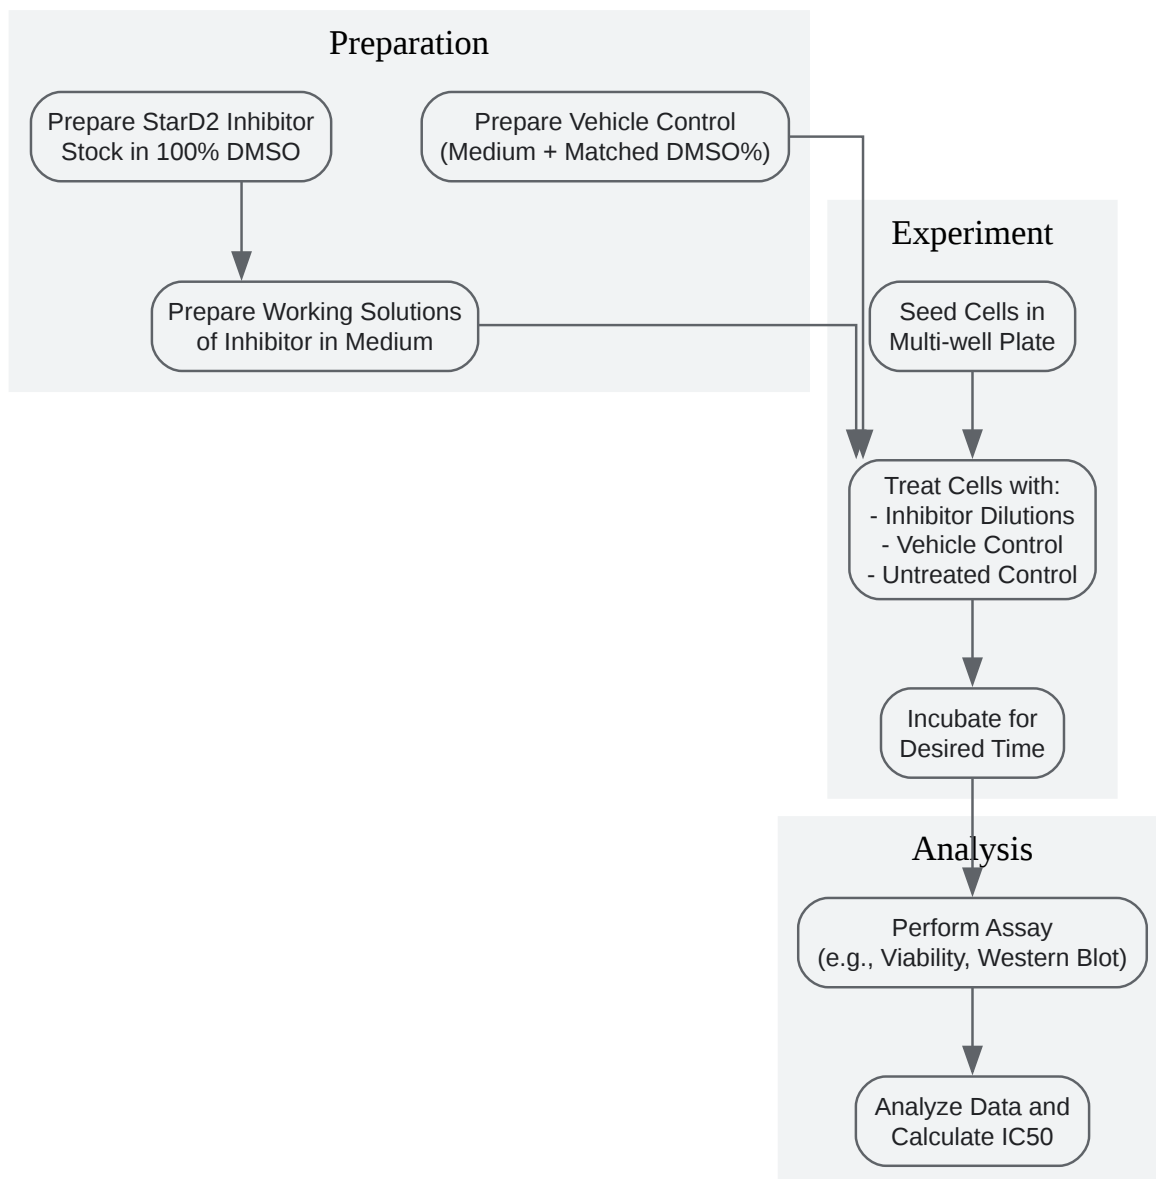 Preparation
Prepare StarD2 Inhibitor
Stock in 100% DMSO
Prepare Vehicle Control
(Medium + Matched DMSO%)
Prepare Working Solutions
of Inhibitor in Medium
Experiment
Seed Cells in
Multi-well Plate
Treat Cells with:
- Inhibitor Dilutions
- Vehicle Control
- Untreated Control
Incubate for
Desired Time
Analysis
Perform Assay
(e.g., Viability, Western Blot)
Analyze Data and
Calculate IC50